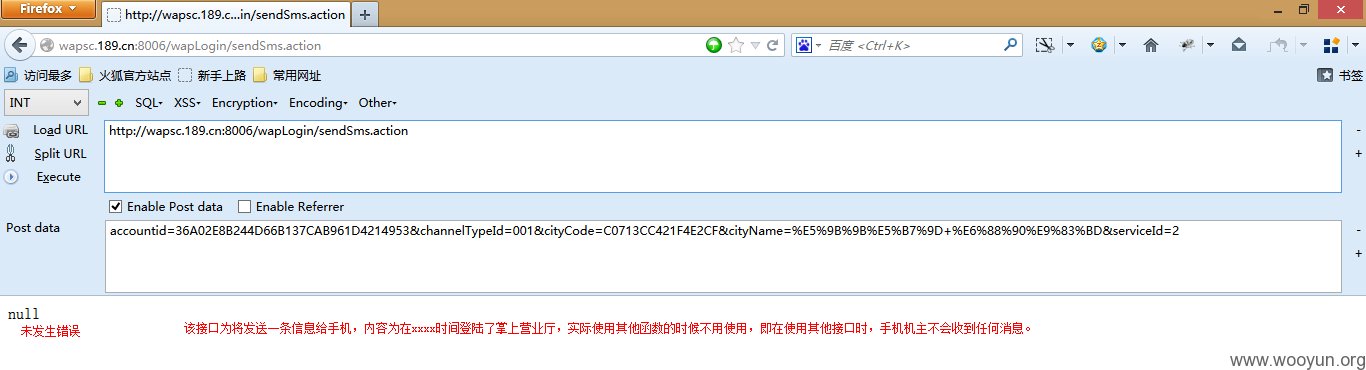 Firefox
http://wapsc.189.c...in/sendSms.action
wapsc.189.cn:8006/wapLogin/sendSms.action
百度 <Ctrl+K>
访问最多 火狐官方站点 新手上路 常用网址 书签
INT SQL XSS Encryption Encoding Other
Load URL
Split URL
Execute
http://wapsc.189.cn:8006/wapLogin/sendSms.action
Enable Post data Enable Referrer
Post data
accountid=36A02E8B244D66B137CAB961D4214953&channelTypeId=001&cityCode=C0713CC421F4E2CF&cityName=%E5%9B%9B%E5%B7%9D+%E6%88%90%E9%83%BD&serviceId=2
null
未发生错误
该接口为将发送一条信息给手机，内容为在xxxx时间登陆了掌上营业厅，实际使用其他函数的时候不用使用，即在使用其他接口时，手机机主不会收到任何消息。
www.wooyun.org